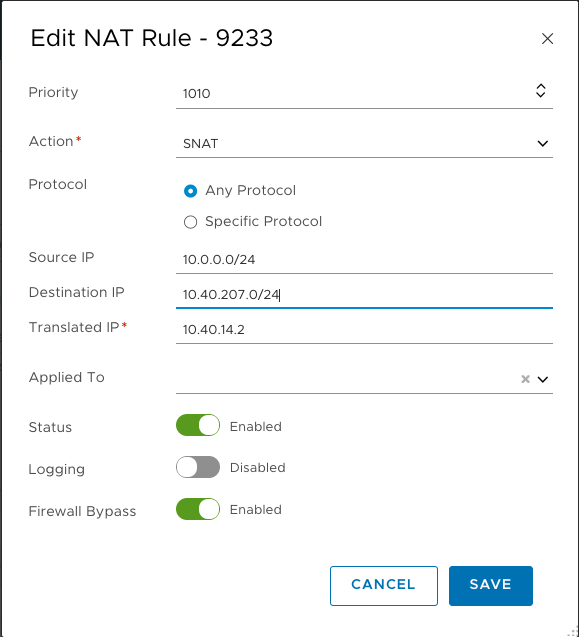 Edit NAT Rule - 9233
Priority 1010
Action* SNAT
Protocol Any Protocol
Specific Protocol
Source IP 10.0.0.0/24
Destination IP 10.40.207.0/24
Translated IP* 10.40.14.2
Applied To
Status Enabled
Logging Disabled
Firewall Bypass Enabled
CANCEL SAVE